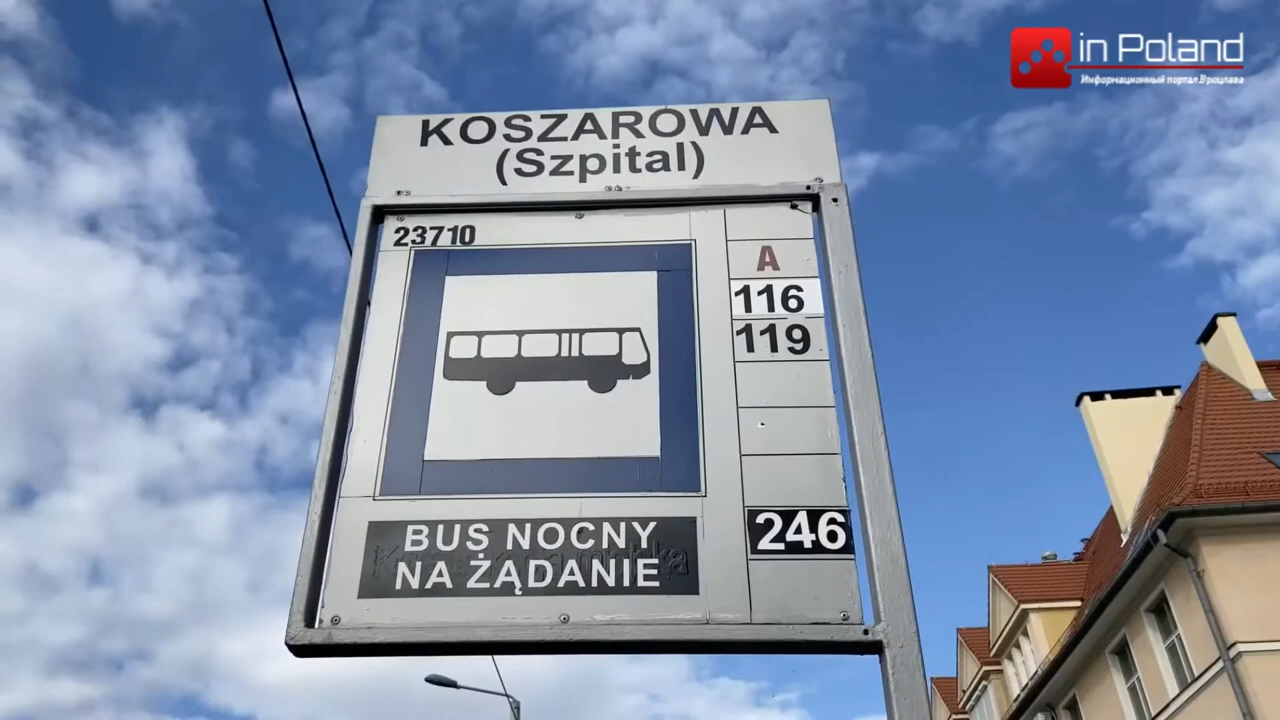 in Poland
Информационный портал Вроцлава
KOSZAROWA
(Szpital)
23710
A
116
119
246
BUS NOCNY
NA ŻĄDANIE